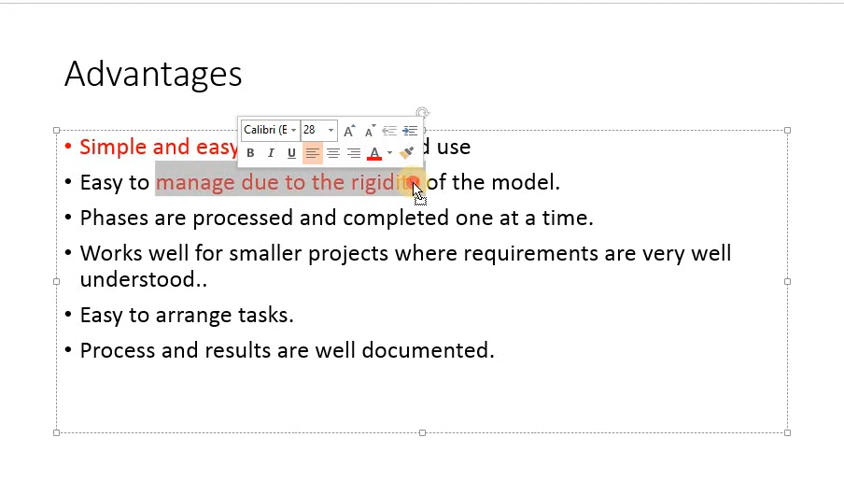 Advantages
Calibri (E 28
• Simple and easy d use
B I U A
• Easy to manage due to the rigidity of the model.
• Phases are processed and completed one at a time.
• Works well for smaller projects where requirements are very well
understood..
• Easy to arrange tasks.
• Process and results are well documented.